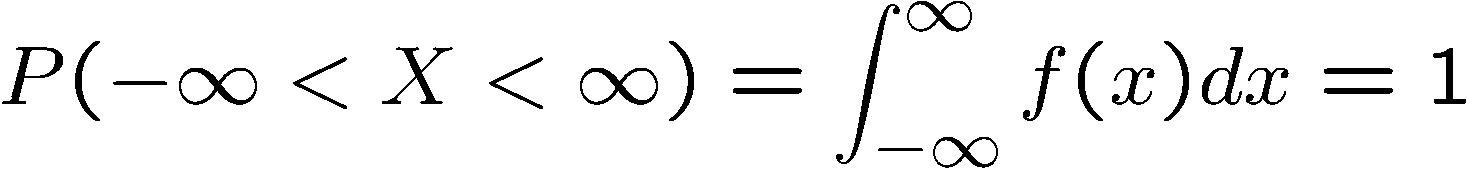 P(−∞ < X < ∞) = ∫_{−∞}^{∞} f(x)dx = 1